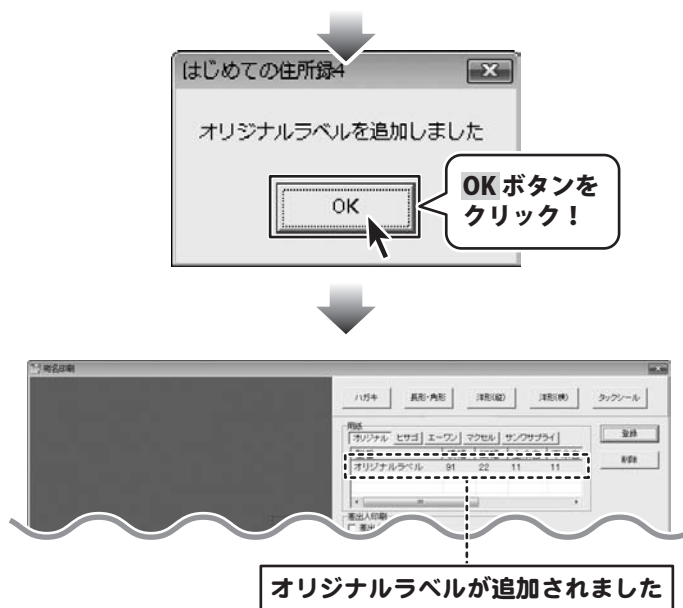 はじめての住所録4
オリジナルラベルを追加しました
OK
OK ボタンを
クリック！
宛名印刷
ハガキ 長形・角形 洋形(縦) 洋形(横) タックシール
用紙
オリジナル ヒサゴ エーワン マクセル サンワサプライ
登録
削除
オリジナルラベル 91 22 11 11
差出人印刷
オリジナルラベルが追加されました